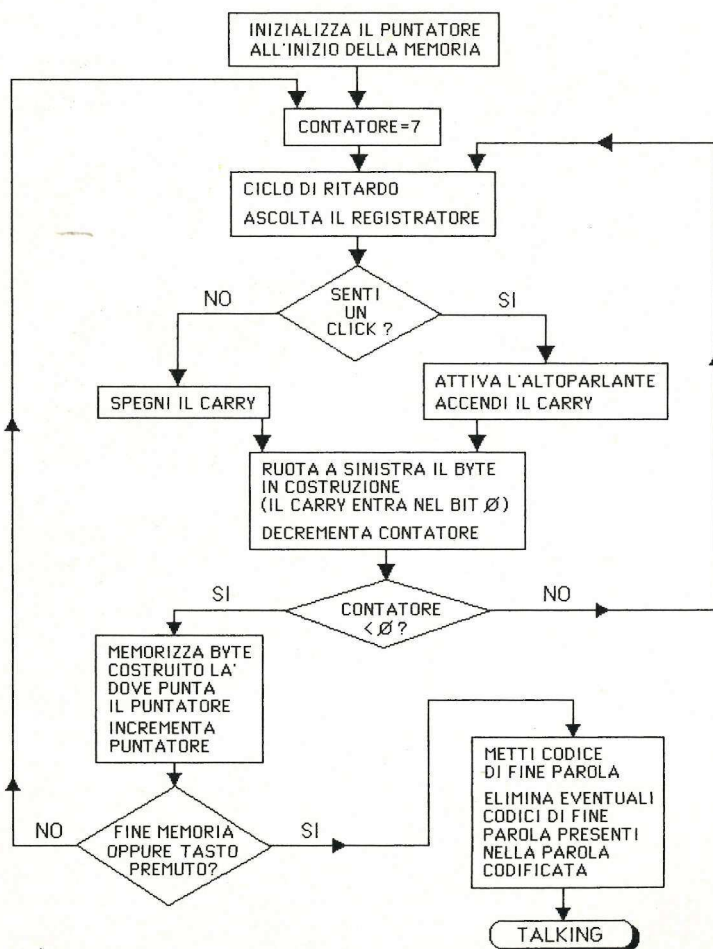 INIZIALIZZA IL PUNTATORE
ALL'INIZIO DELLA MEMORIA
CONTATORE=7
CICLO DI RITARDO
ASCOLTA IL REGISTRATORE
NO
SENTI
UN
CLICK ?
SI
SPEGNI IL CARRY
ATTIVA L'ALTOPARLANTE
ACCENDI IL CARRY
RUOTA A SINISTRA IL BYTE
IN COSTRUZIONE
(IL CARRY ENTRA NEL BIT Ø)
DECREMENTA CONTATORE
SI
CONTATORE
< Ø?
NO
MEMORIZZA BYTE
COSTRUITO LA'
DOVE PUNTA
IL PUNTATORE
INCREMENTA
PUNTATORE
NO
FINE MEMORIA
OPPURE TASTO
PREMUTO?
SI
METTI CODICE
DI FINE PAROLA
ELIMINA EVENTUALI
CODICI DI FINE
PAROLA PRESENTI
NELLA PAROLA
CODIFICATA
TALKING